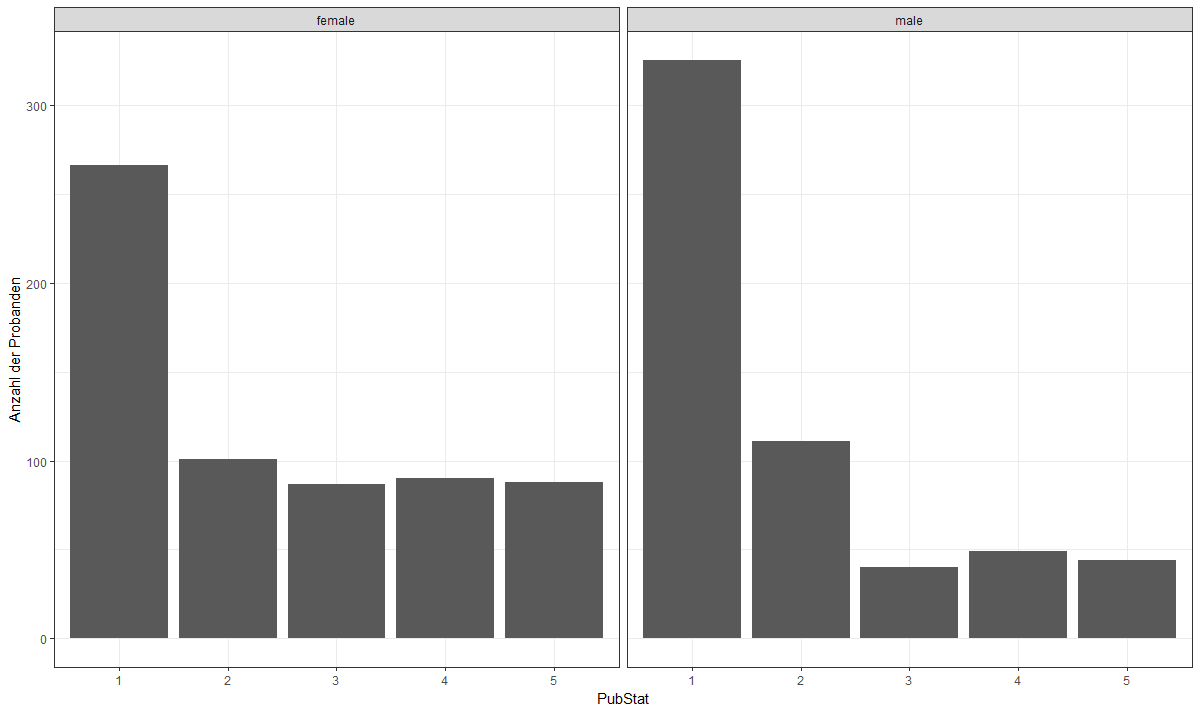 female
male
Anzahl der Probanden
300
200
100
0
1 2 3 4 5
1 2 3 4 5
PubStat